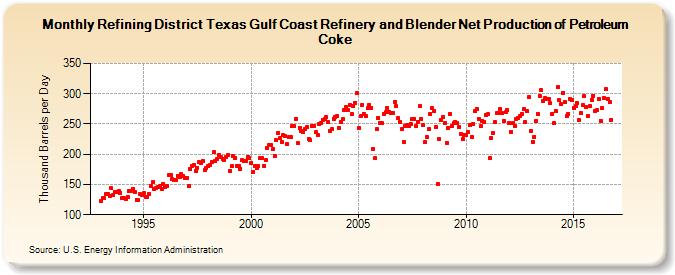 Monthly Refining District Texas Gulf Coast Refinery and Blender Net Production of Petroleum
Coke
Thousand Barrels per Day
350
300
250
200
150
100
1995
2000
2005
2010
2015
Source: U.S. Energy Information Administration